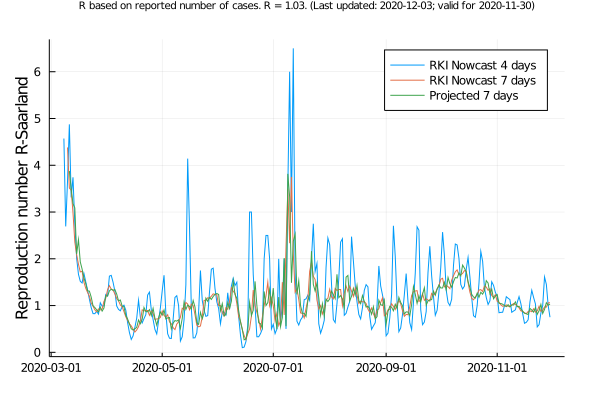 R based on reported number of cases. R = 1.03. (Last updated: 2020-12-03; valid for 2020-11-30)
Reproduction number R-Saarland
6
5
4
3
2
1
0
RKI Nowcast 4 days
RKI Nowcast 7 days
Projected 7 days
2020-03-01 2020-05-01 2020-07-01 2020-09-01 2020-11-01